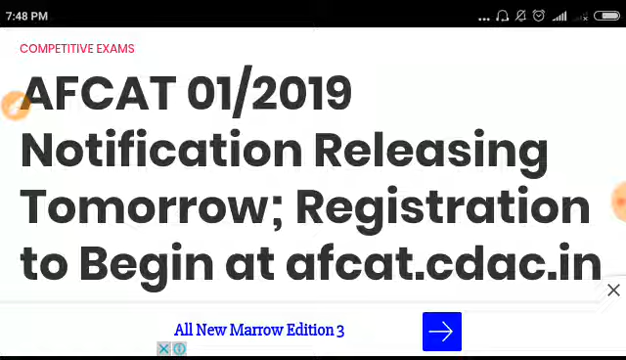 7:48 PM
COMPETITIVE EXAMS
AFCAT 01/2019
Notification Releasing
Tomorrow; Registration
to Begin at afcat.cdac.in
All New Marrow Edition 3